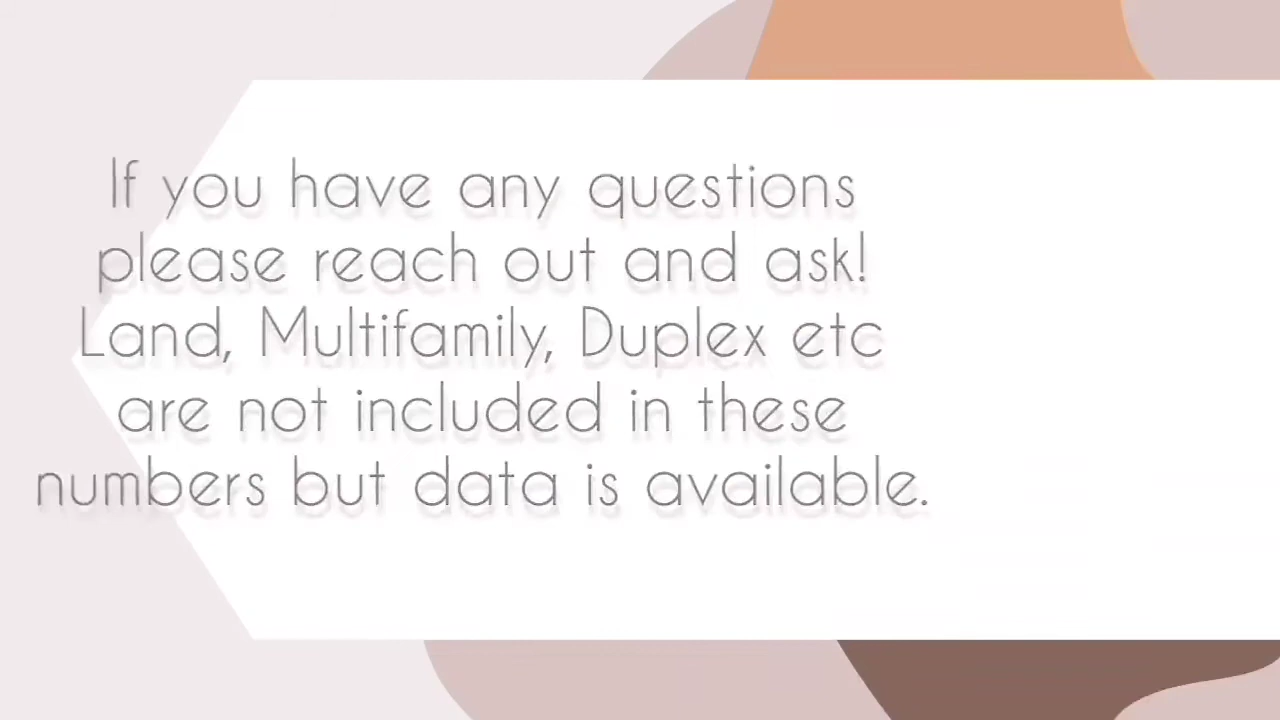 If you have any questions
please reach out and ask!
Land, Multifamily, Duplex etc
are not included in these
numbers but data is available.